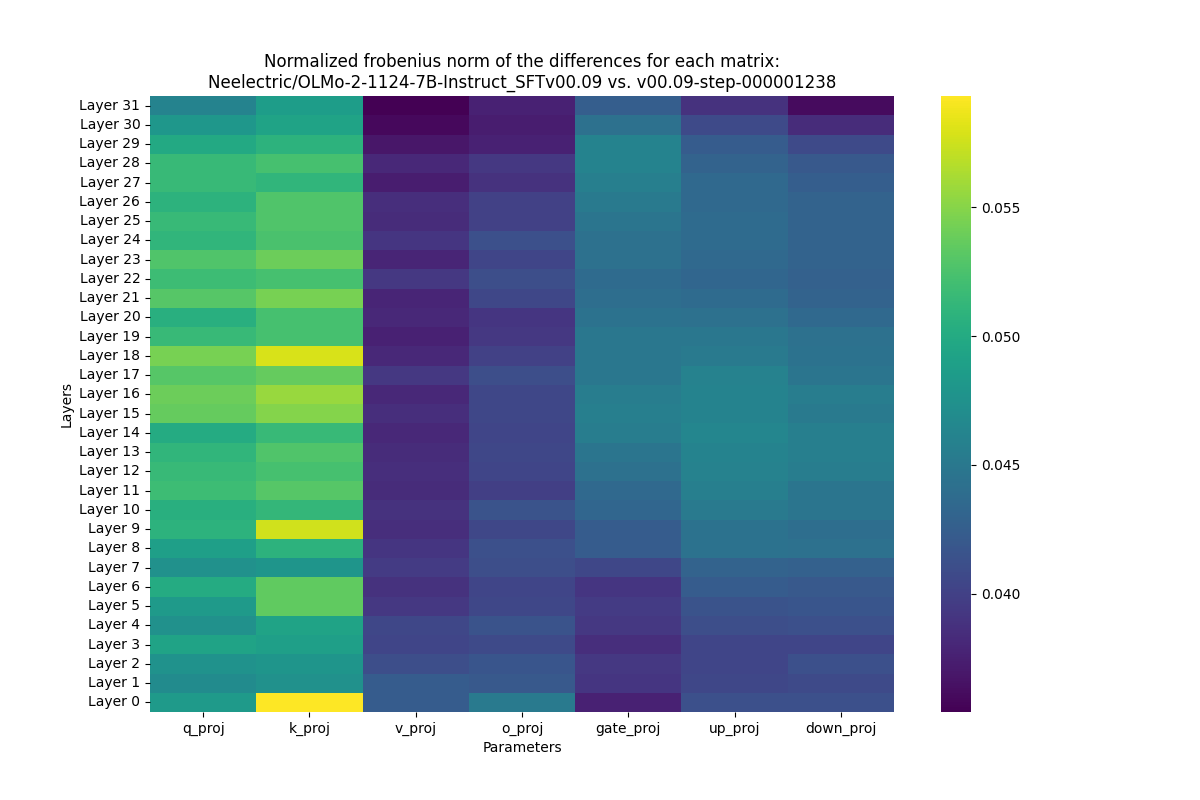 Normalized frobenius norm of the differences for each matrix:
Neelectric/OLMo-2-1124-7B-Instruct_SFTv00.09 vs. v00.09-step-000001238
Layer 31
Layer 30
Layer 29
Layer 28
Layer 27
Layer 26
Layer 25
Layer 24
Layer 23
Layer 22
Layer 21
Layer 20
Layer 19
Layer 18
Layer 17
Layer 16
Layer 15
Layer 14
Layer 13
Layer 12
Layer 11
Layer 10
Layer 9
Layer 8
Layer 7
Layer 6
Layer 5
Layer 4
Layer 3
Layer 2
Layer 1
Layer 0
Layers
q_proj k_proj v_proj o_proj gate_proj up_proj down_proj
Parameters
0.055
0.050
0.045
0.040